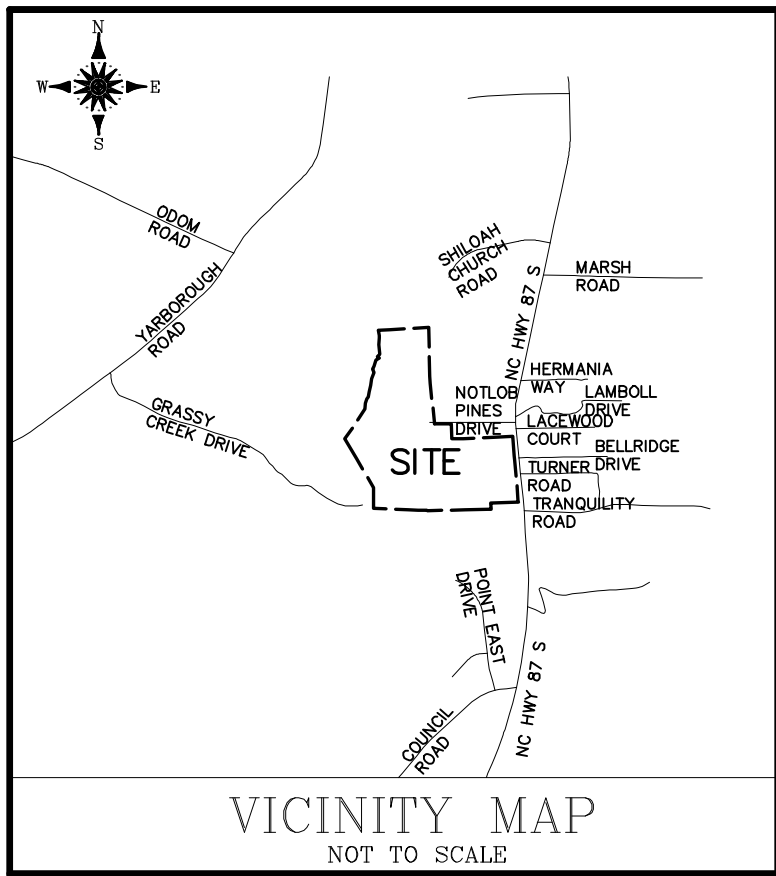 N
W
E
S
ODOM
ROAD
YARBOROUGH
ROAD
SHILOAH
CHURCH
ROAD
MARSH
ROAD
NC HWY 87 S
HERMANIA
WAY
NOTLOB
PINES
DRIVE
LAMBOLL
DRIVE
LACEWOOD
COURT
GRASSY
CREEK DRIVE
SITE
BELLRIDGE
DRIVE
TURNER
ROAD
TRANQUILITY
ROAD
POINT EAST
DRIVE
NC HWY 87 S
COUNCIL
ROAD
VICINITY MAP
NOT TO SCALE